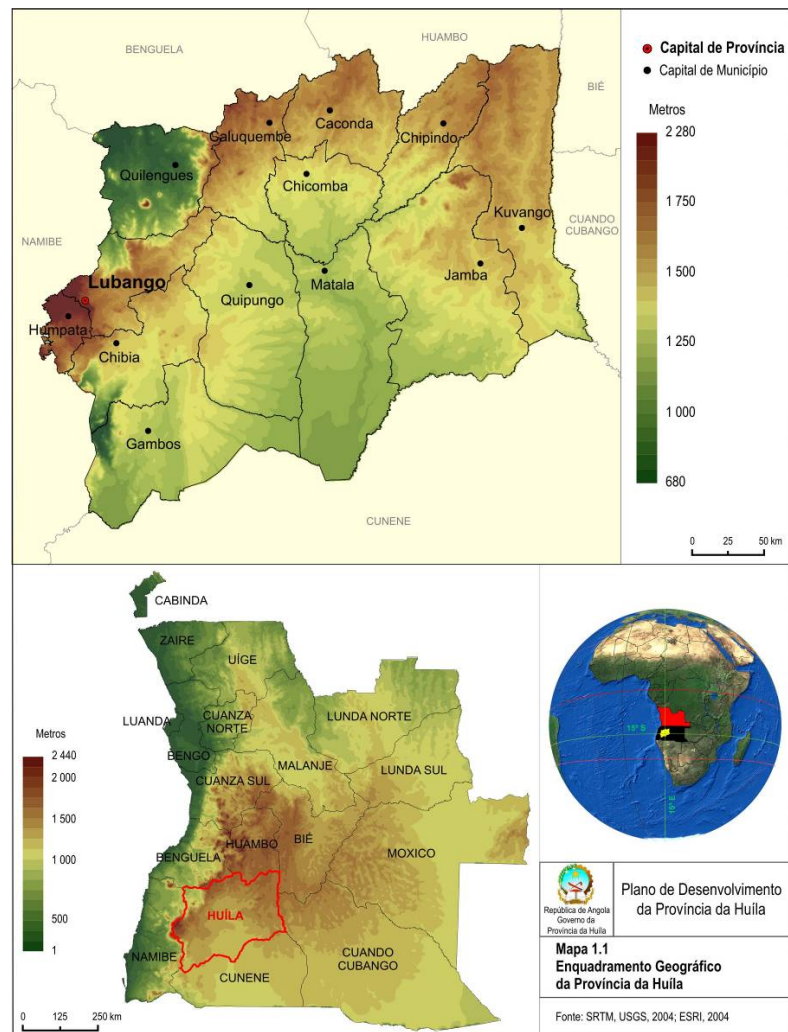 BENGUELA
HUAMBO
BIÉ
CUANDO
CUBANGO
NAMIBE
CUNENE
Caluquembe
Caconda
Chipindo
Quilengues
Chicomba
Kuvango
Lubango
Quipungo
Matala
Jamba
Humpata
Chibia
Gambos
Capital de Província
Capital de Município
Metros
2 280
1 750
1 500
1 250
1 000
680
0 25 50 km
CABINDA
ZAIRE
UÍGE
LUANDA
CUANZA
NORTE
LUNDA NORTE
BENGO
MALANJE
CUANZA SUL
LUNDA SUL
HUAMBO
BIÉ
BENGUELA
MOXICO
HUÍLA
NAMIBE
CUNENE
CUANDO
CUBANGO
Metros
2 440
2 000
1 500
1 000
500
1
0 125 250 km
15º S
15º E
República de Angola
Governo da
Província da Huíla
Plano de Desenvolvimento
da Província da Huíla
Mapa 1.1
Enquadramento Geográfico
da Província da Huíla
Fonte: SRTM, USGS, 2004; ESRI, 2004